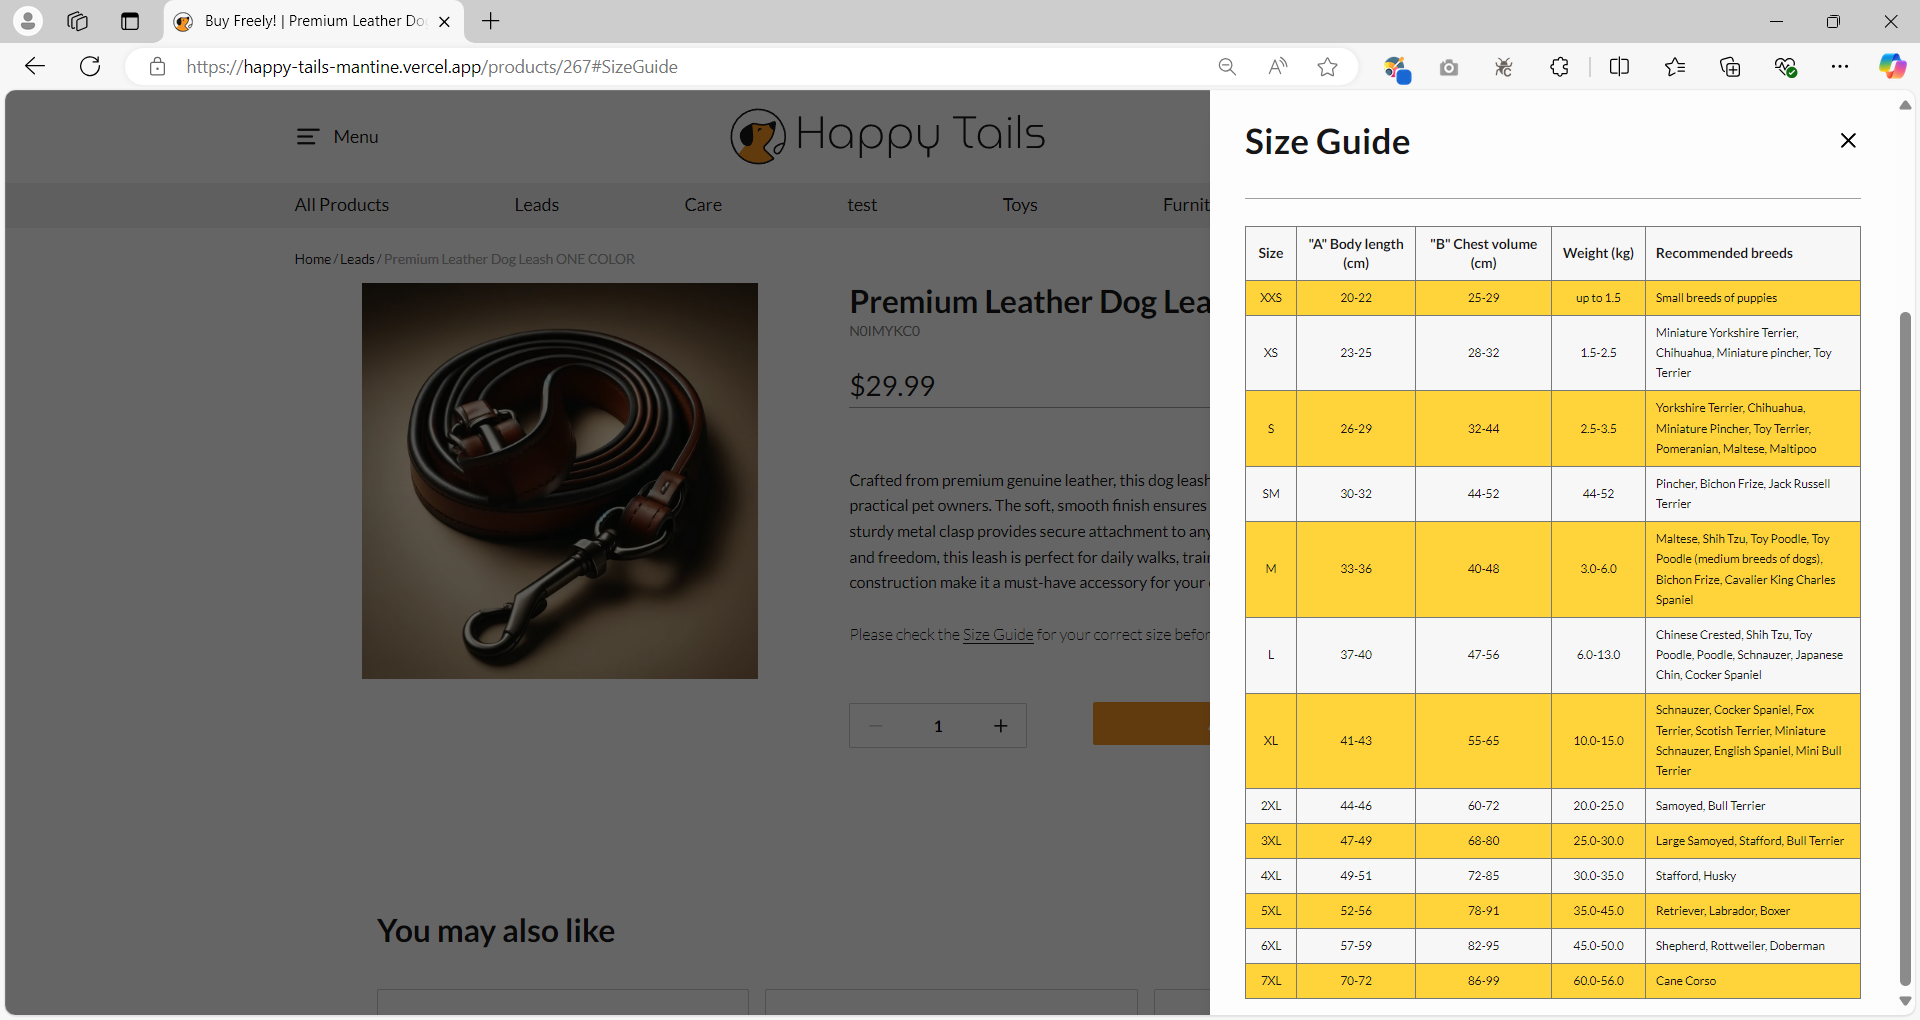 Buy Freely! | Premium Leather Do
https://happy-tails-mantine.vercel.app/products/267#SizeGuide
Menu
Happy Tails
All Products
Leads
Care
test
Toys
Furnit
Home / Leads / Premium Leather Dog Leash ONE COLOR
Premium Leather Dog Lea
N0IMYKC0
$29.99
Crafted from premium genuine leather, this dog leash
practical pet owners. The soft, smooth finish ensures
sturdy metal clasp provides secure attachment to any
and freedom, this leash is perfect for daily walks, train
construction make it a must-have accessory for your
Please check the Size Guide for your correct size befor
1
You may also like
Size Guide
Size
"A" Body length
(cm)
"B" Chest volume
(cm)
Weight (kg)
Recommended breeds
XXS
20-22
25-29
up to 1.5
Small breeds of puppies
XS
23-25
28-32
1.5-2.5
Miniature Yorkshire Terrier,
Chihuahua, Miniature pincher, Toy
Terrier
S
26-29
32-44
2.5-3.5
Yorkshire Terrier, Chihuahua,
Miniature Pincher, Toy Terrier,
Pomeranian, Maltese, Maltipoo
SM
30-32
44-52
44-52
Pincher, Bichon Frize, Jack Russell
Terrier
M
33-36
40-48
3.0-6.0
Maltese, Shih Tzu, Toy Poodle, Toy
Poodle (medium breeds of dogs),
Bichon Frize, Cavalier King Charles
Spaniel
L
37-40
47-56
6.0-13.0
Chinese Crested, Shih Tzu, Toy
Poodle, Poodle, Schnauzer, Japanese
Chin, Cocker Spaniel
XL
41-43
55-65
10.0-15.0
Schnauzer, Cocker Spaniel, Fox
Terrier, Scotish Terrier, Miniature
Schnauzer, English Spaniel, Mini Bull
Terrier
2XL
44-46
60-72
20.0-25.0
Samoyed, Bull Terrier
3XL
47-49
68-80
25.0-30.0
Large Samoyed, Stafford, Bull Terrier
4XL
49-51
72-85
30.0-35.0
Stafford, Husky
5XL
52-56
78-91
35.0-45.0
Retriever, Labrador, Boxer
6XL
57-59
82-95
45.0-50.0
Shepherd, Rottweiler, Doberman
7XL
70-72
86-99
60.0-56.0
Cane Corso